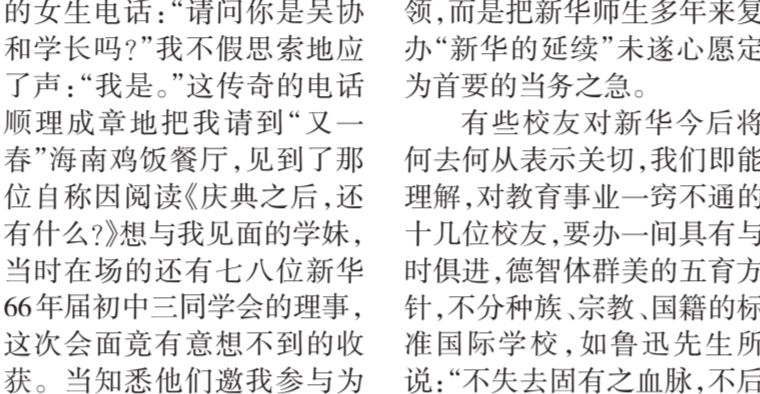 的女生电话：“请问你是吴协
和学长吗？”我不假思索地应
了声：“我是。”这传奇的电话
顺理成章地把我请到“又一
春”海南鸡饭餐厅，见到了那
位自称因阅读《庆典之后，还
有什么？》想与我见面的学妹，
当时在场的还有七八位新华
66年届初中三同学会的理事，
这次会面竟有意想不到的收
获。当知悉他们邀我参与为
领，而是把新华师生多年来复
办“新华的延续”未遂心愿定
为首要的当务之急。
有些校友对新华今后将
何去何从表示关切，我们即能
理解，对教育事业一窍不通的
十几位校友，要办一间具有与
时俱进，德智体群美的五育方
针，不分种族、宗教、国籍的标
准国际学校，如鲁迅先生所
说：“不失去固有之血脉，不后